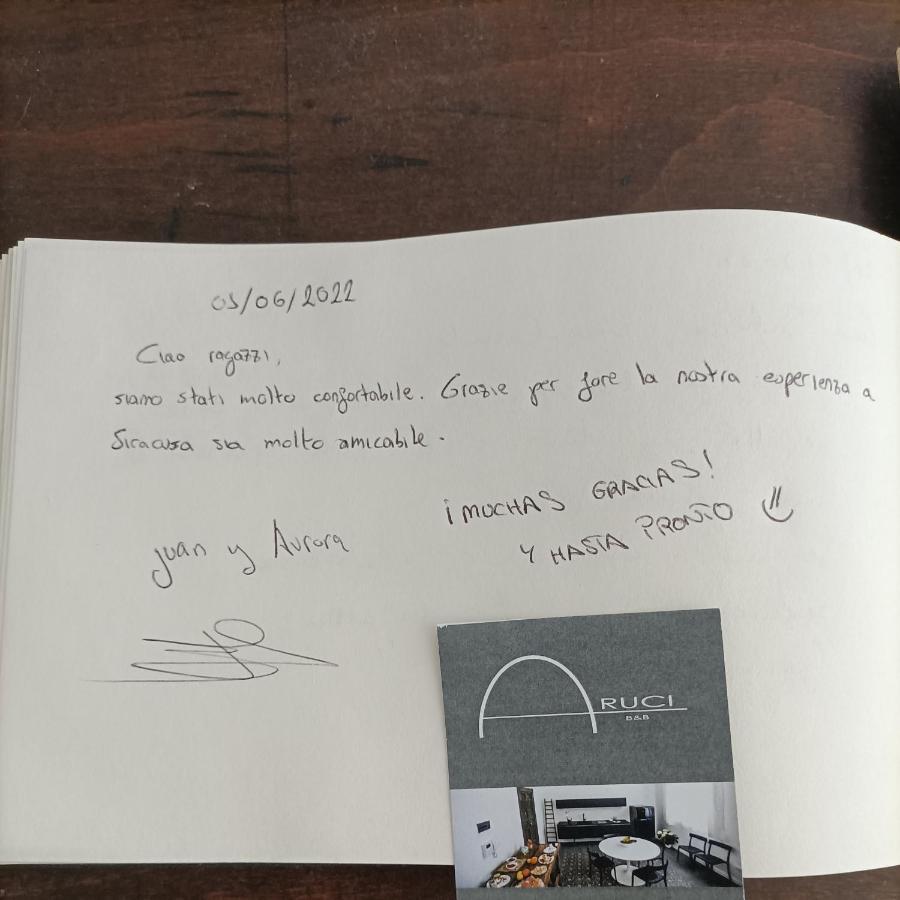 03/06/2022
Ciao ragazzi,
siamo stati molto confortabile. Grazie per fare la nostra esperienza a
Siracusa sia molto amicabile.
¡MUCHAS GRACIAS!
Y HASTA PRONTO
Juan y Aurora
ARUCI
B&B